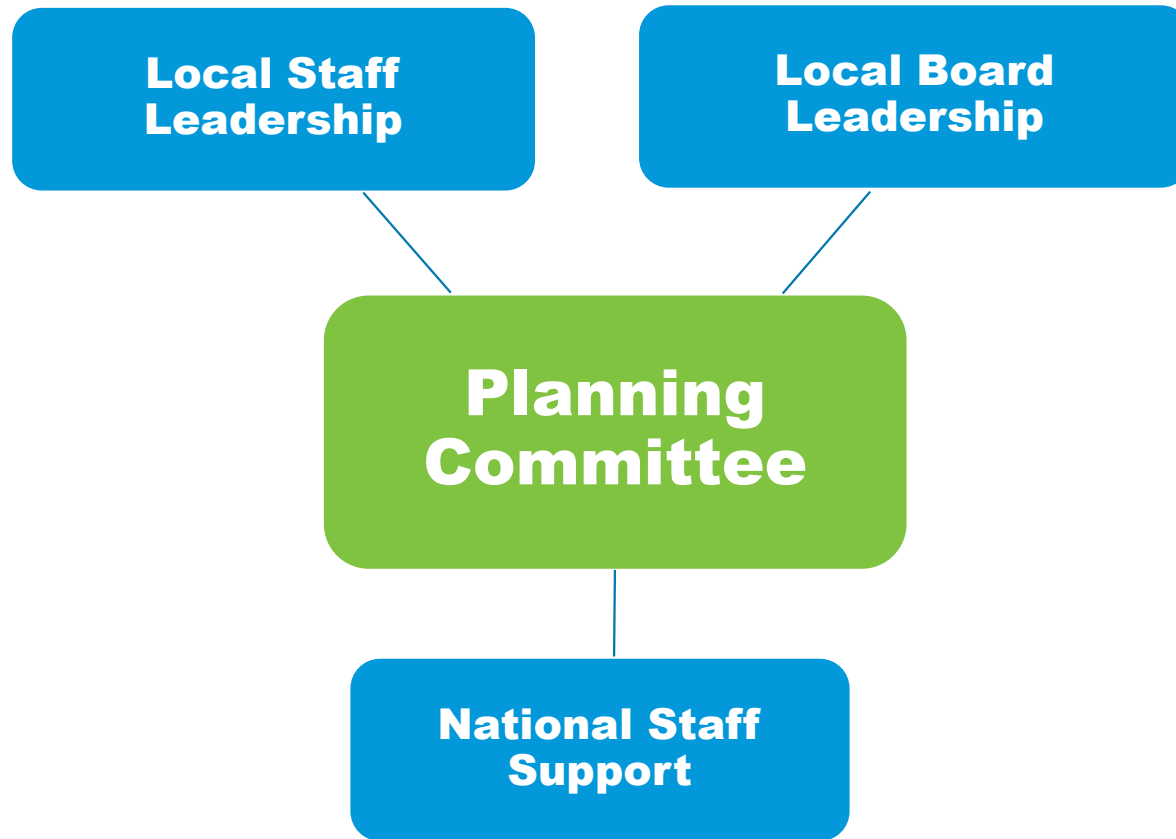 Local Staff
Leadership
Local Board
Leadership
Planning
Committee
National Staff
Support